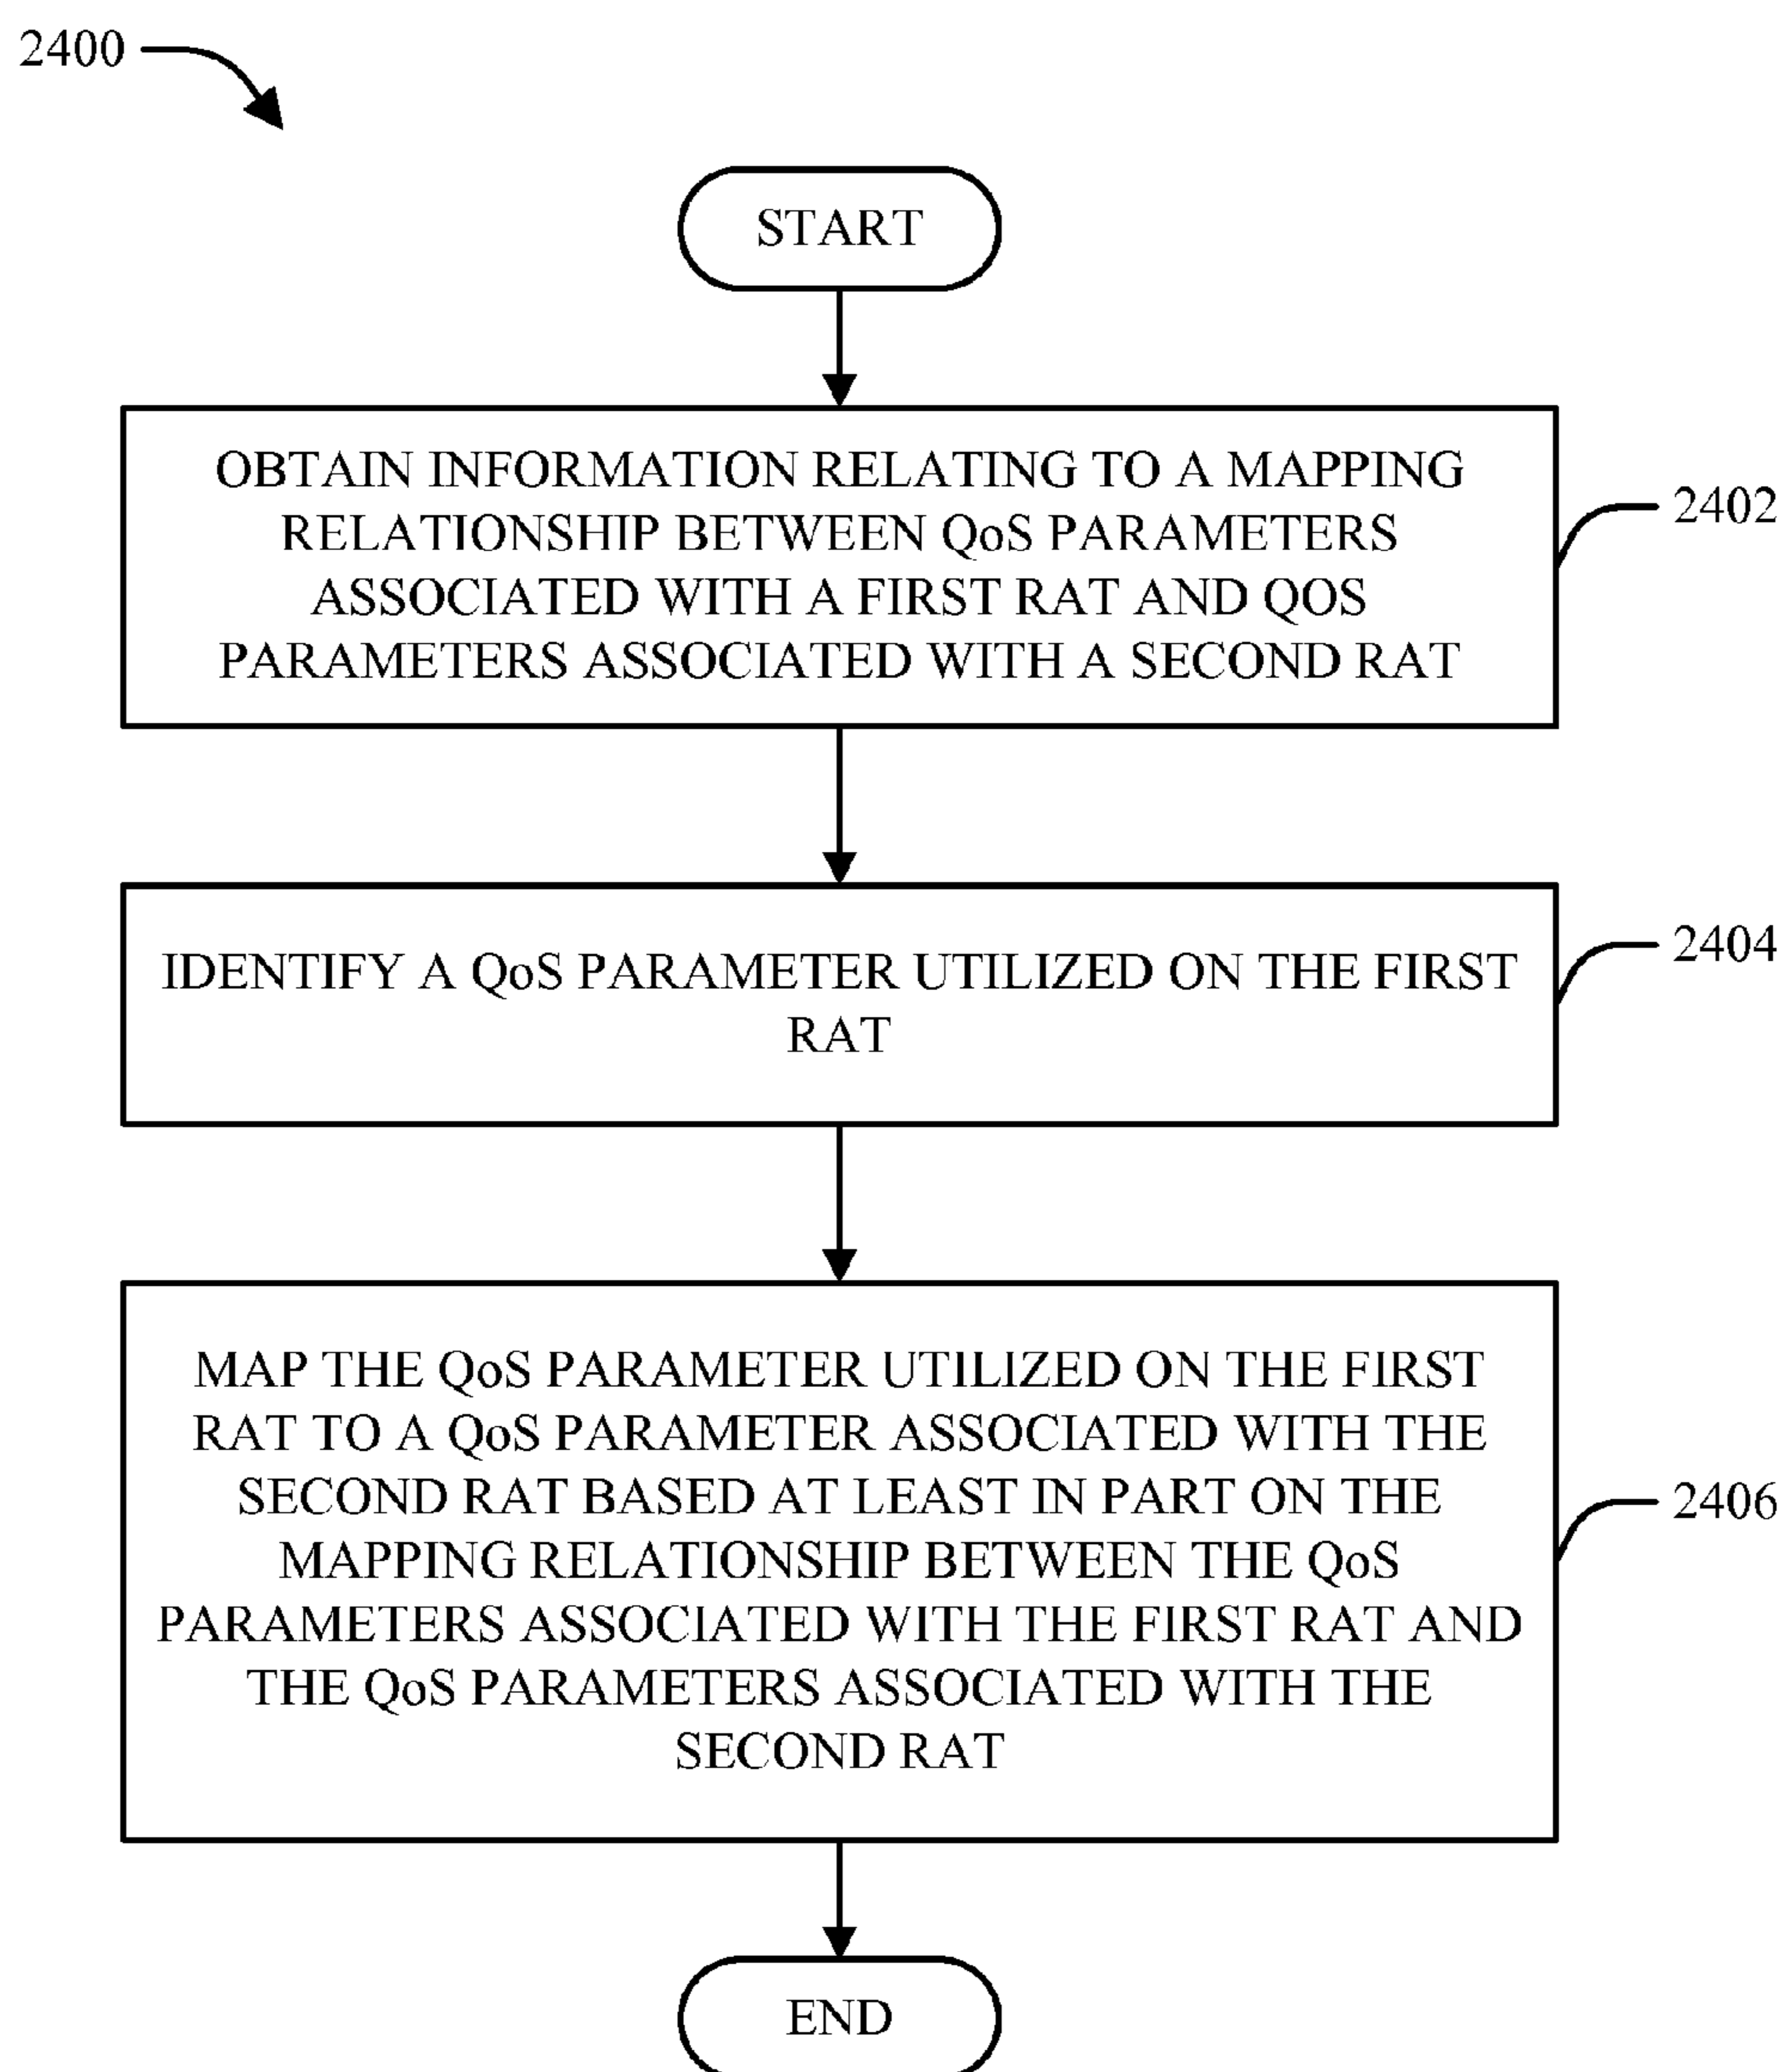 2400
START
OBTAIN INFORMATION RELATING TO A MAPPING
RELATIONSHIP BETWEEN QoS PARAMETERS
ASSOCIATED WITH A FIRST RAT AND QOS
PARAMETERS ASSOCIATED WITH A SECOND RAT
2402
IDENTIFY A QoS PARAMETER UTILIZED ON THE FIRST
RAT
2404
MAP THE QoS PARAMETER UTILIZED ON THE FIRST
RAT TO A QoS PARAMETER ASSOCIATED WITH THE
SECOND RAT BASED AT LEAST IN PART ON THE
MAPPING RELATIONSHIP BETWEEN THE QoS
PARAMETERS ASSOCIATED WITH THE FIRST RAT AND
THE QoS PARAMETERS ASSOCIATED WITH THE
SECOND RAT
2406
END